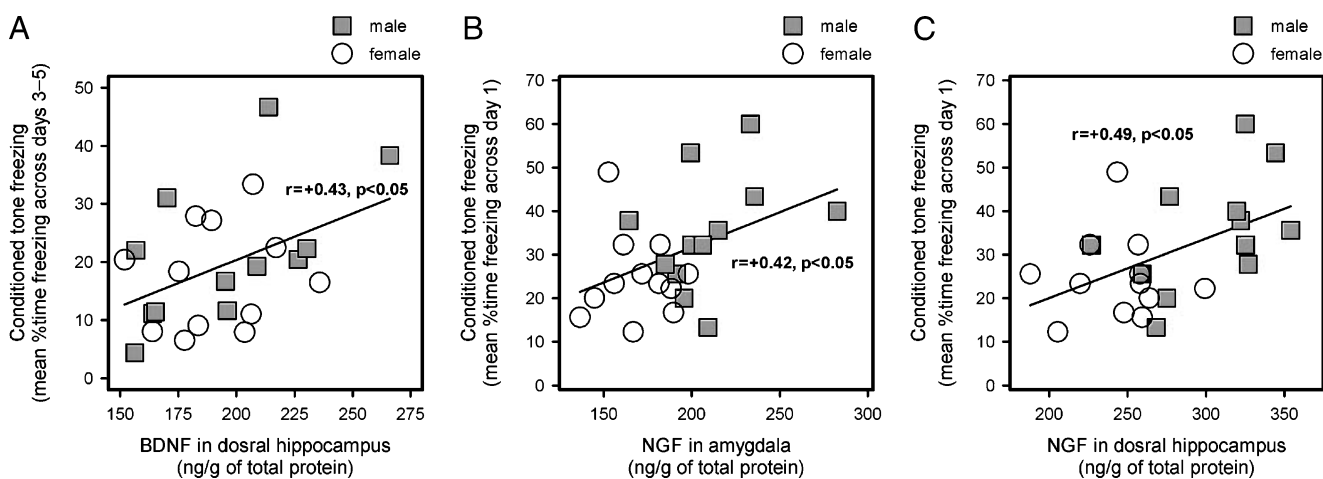 A
male
female
Conditioned tone freezing
(mean %time freezing across days 3–5)
50
40
30
20
10
0
r=+0.43, p<0.05
150
175
200
225
250
275
BDNF in dosral hippocampus
(ng/g of total protein)
B
male
female
Conditioned tone freezing
(mean %time freezing across day 1)
70
60
50
40
30
20
10
0
r=+0.42, p<0.05
150
200
250
300
NGF in amygdala
(ng/g of total protein)
C
male
female
Conditioned tone freezing
(mean %time freezing across day 1)
70
60
50
40
30
20
10
0
r=+0.49, p<0.05
200
250
300
350
NGF in dosral hippocampus
(ng/g of total protein)